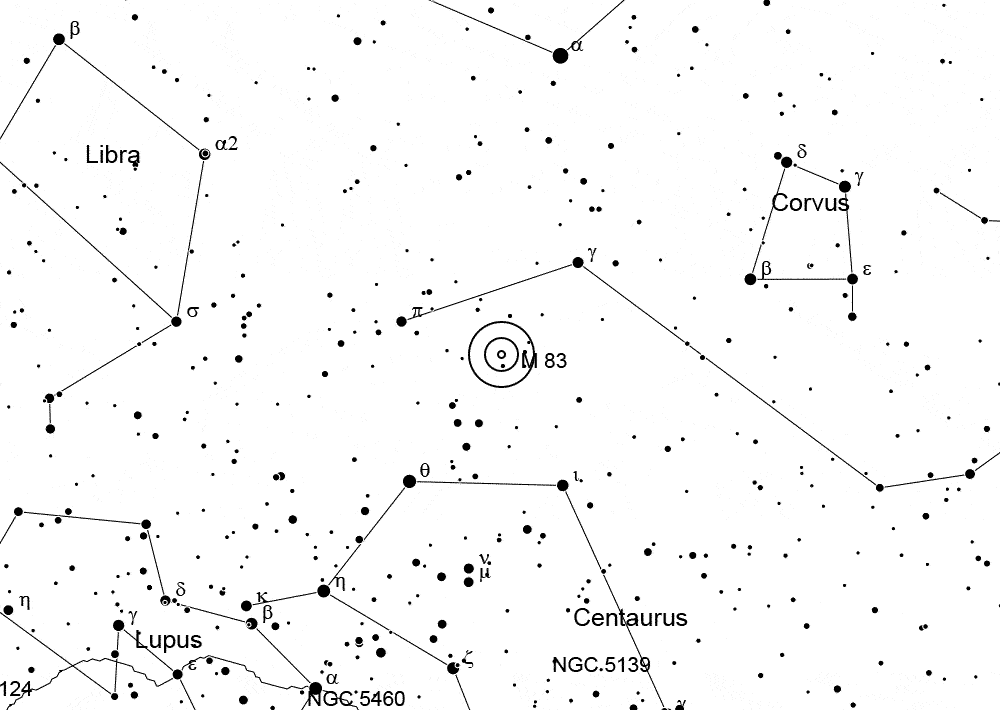 β
α
α2
δ
Libra
γ
Corvus
γ
β
ε
σ
π
M 83
θ
ι
ν
μ
η
δ
κ
η
β
γ
Centaurus
Lupus
ζ
NGC 5139
ε
α
124
NGC 5460
γ